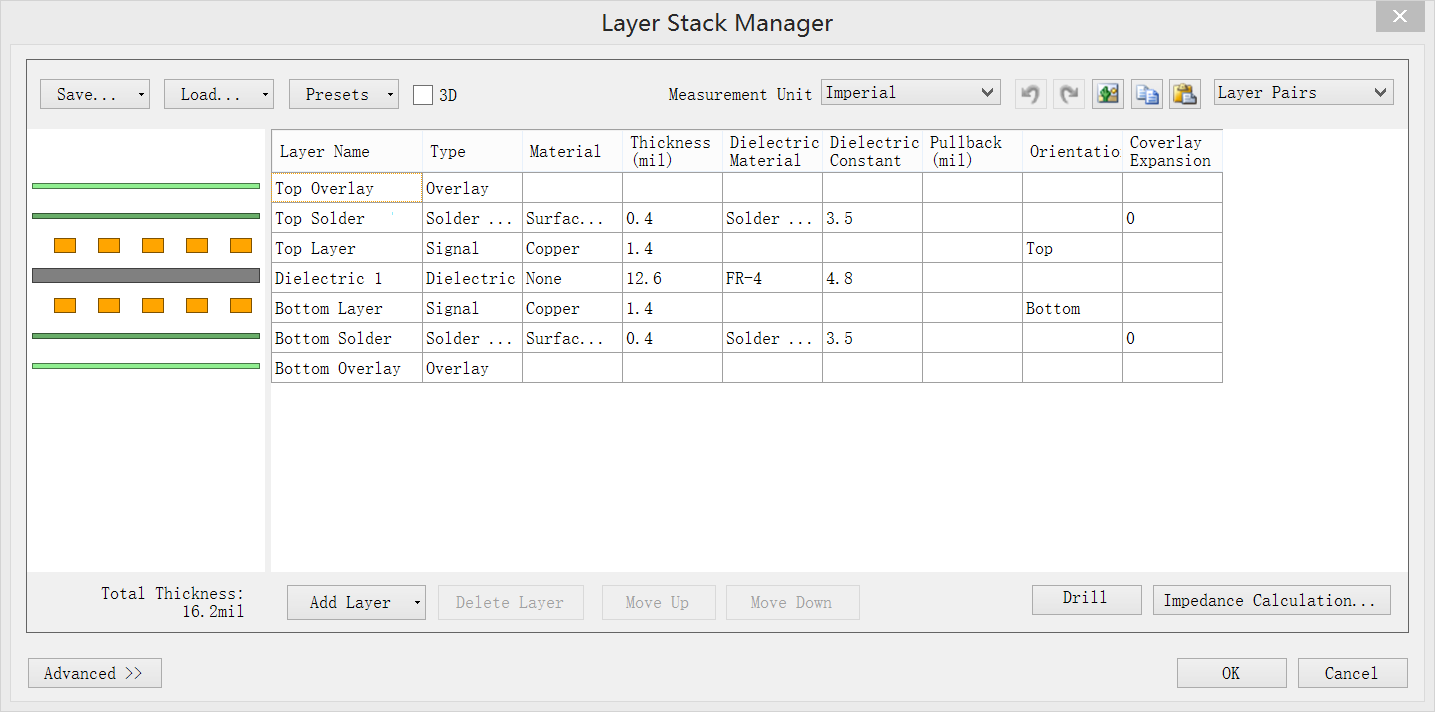 Layer Stack Manager
Save... Load... Presets 3D Measurement Unit Imperial Layer Pairs
Layer Name Type Material Thickness (mil) Dielectric Material Dielectric Constant Pullback (mil) Orientatio Coverlay Expansion
Top Overlay Overlay
Top Solder Solder ... Surfac... 0.4 Solder ... 3.5 0
Top Layer Signal Copper 1.4 Top
Dielectric 1 Dielectric None 12.6 FR-4 4.8
Bottom Layer Signal Copper 1.4 Bottom
Bottom Solder Solder ... Surfac... 0.4 Solder ... 3.5 0
Bottom Overlay Overlay
Total Thickness:
16.2mil
Add Layer Delete Layer Move Up Move Down Drill Impedance Calculation...
Advanced >> OK Cancel